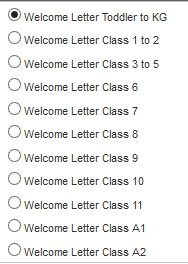 Welcome Letter Toddler to KG
Welcome Letter Class 1 to 2
Welcome Letter Class 3 to 5
Welcome Letter Class 6
Welcome Letter Class 7
Welcome Letter Class 8
Welcome Letter Class 9
Welcome Letter Class 10
Welcome Letter Class 11
Welcome Letter Class A1
Welcome Letter Class A2